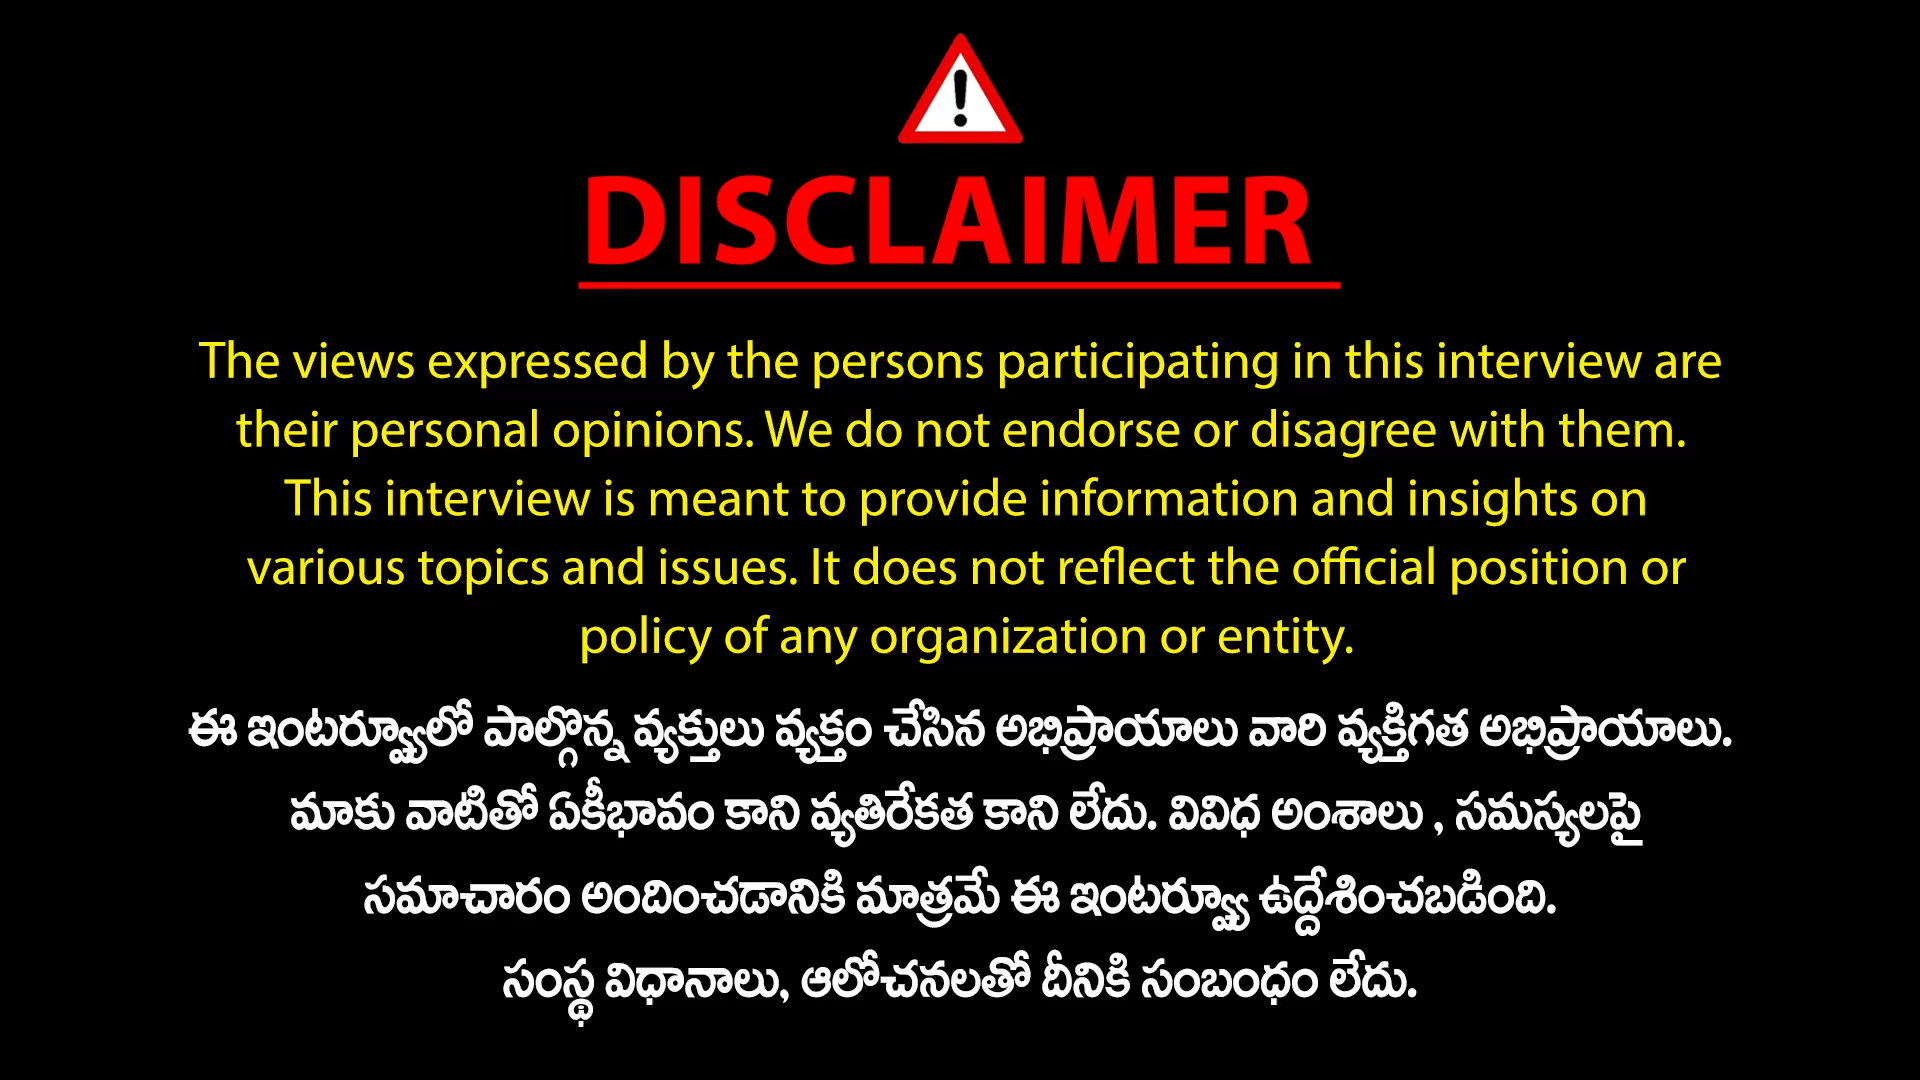 DISCLAIMER
The views expressed by the persons participating in this interview are
their personal opinions. We do not endorse or disagree with them.
This interview is meant to provide information and insights on
various topics and issues. It does not reflect the official position or
policy of any organization or entity.
ఈ ఇంటర్వ్యూలో పాల్గొన్న వ్యక్తులు వ్యక్తం చేసిన అభిప్రాయాలు వారి వ్యక్తిగత అభిప్రాయాలు.
మాకు వాటితో ఏకీభావం కాని వ్యతిరేకత కాని లేదు. వివిధ అంశాలు , సమస్యలపై
సమాచారం అందించడానికి మాత్రమే ఈ ఇంటర్వ్యూ ఉద్దేశించబడింది.
సంస్థ విధానాలు, ఆలోచనలతో దీనికి సంబంధం లేదు.